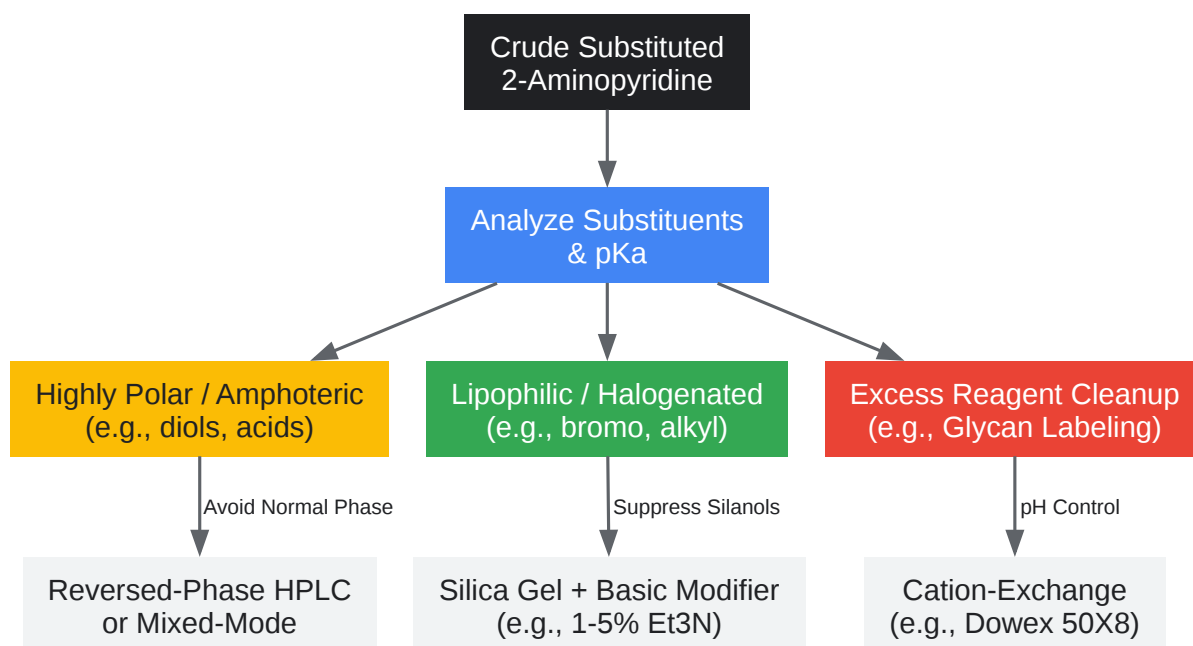 Crude Substituted
2-Aminopyridine
Analyze Substituents
& pKa
Highly Polar / Amphoteric
(e.g., diols, acids)
Lipophilic / Halogenated
(e.g., bromo, alkyl)
Excess Reagent Cleanup
(e.g., Glycan Labeling)
Avoid Normal Phase
Suppress Silanols
pH Control
Reversed-Phase HPLC
or Mixed-Mode
Silica Gel + Basic Modifier
(e.g., 1-5% Et3N)
Cation-Exchange
(e.g., Dowex 50X8)